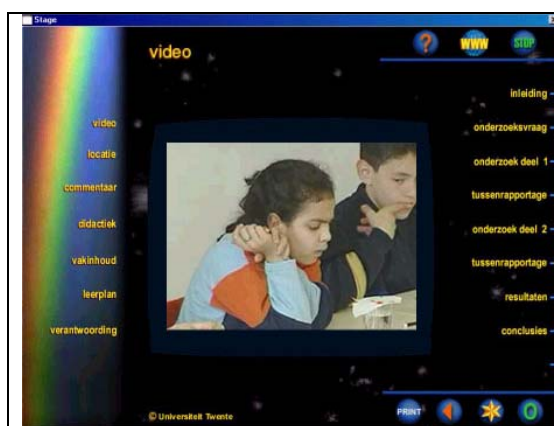 Stage
video
?
WWW
STOP
video
locatie
commentaar
didactiek
vakinhoud
leerplan
verantwoording
inleiding
onderzoeksvraag
onderzoek deel 1
tussenrapportage
onderzoek deel 2
tussenrapportage
resultaten
conclusies
© Universiteit Twente
PRINT